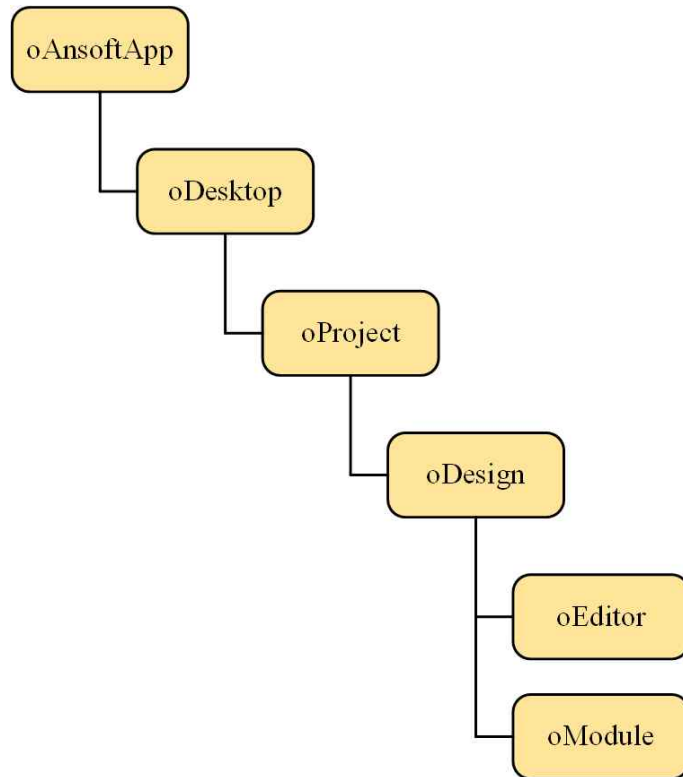 oAnsoftApp
oDesktop
oProject
oDesign
oEditor
oModule